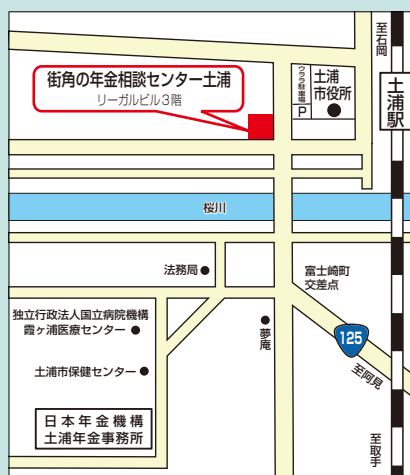 至石岡
街角の年金相談センター土浦
リーガルビル3階
ウララ駐車場
P
土浦
市役所
土浦駅
桜川
法務局
富士崎町
交差点
独立行政法人国立病院機構
霞ヶ浦医療センター
夢庵
125
土浦市保健センター
至阿見
日本年金機構
土浦年金事務所
至取手